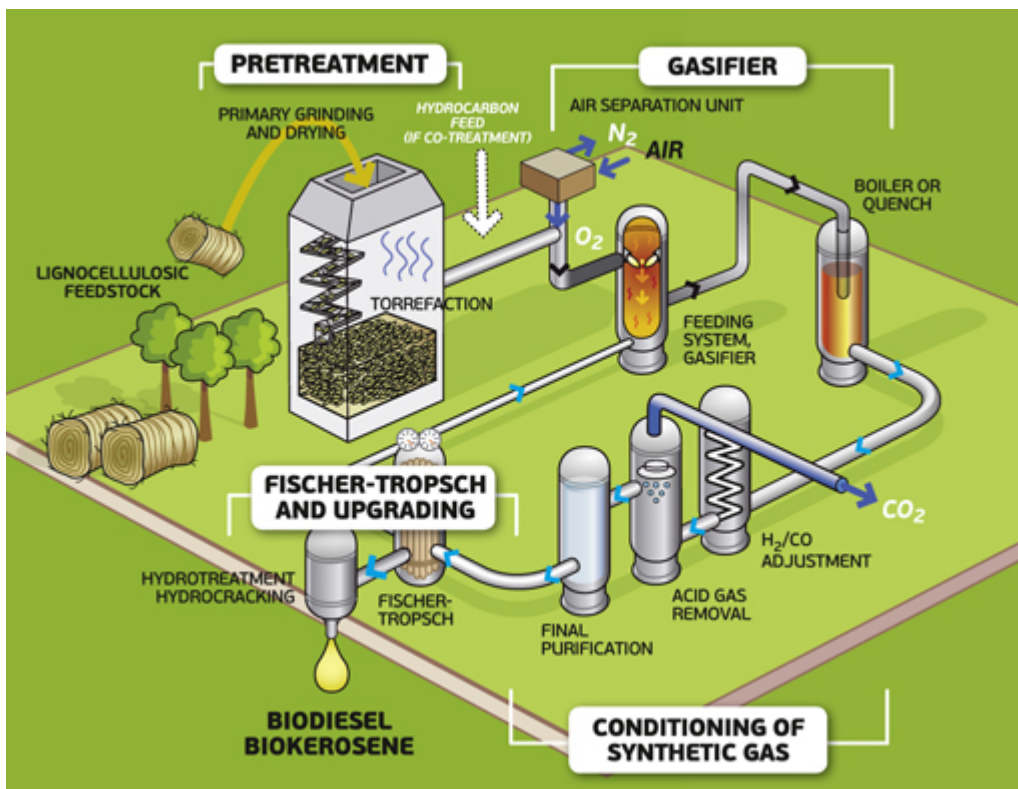 PRETREATMENT
PRIMARY GRINDING
AND DRYING
HYDROCARBON
FEED
(IF CO-TREATMENT)
GASIFIER
AIR SEPARATION UNIT
N2
AIR
O2
BOILER OR
QUENCH
LIGNOCELLULOSIC
FEEDSTOCK
TORREFACTION
FEEDING
SYSTEM,
GASIFIER
FISCHER-TROPSCH
AND UPGRADING
CO2
H2/CO
ADJUSTMENT
ACID GAS
REMOVAL
FINAL
PURIFICATION
FISCHER-
TROPSCH
HYDROTREATMENT
HYDROCRACKING
BIODIESEL
BIOKEROSENE
CONDITIONING OF
SYNTHETIC GAS